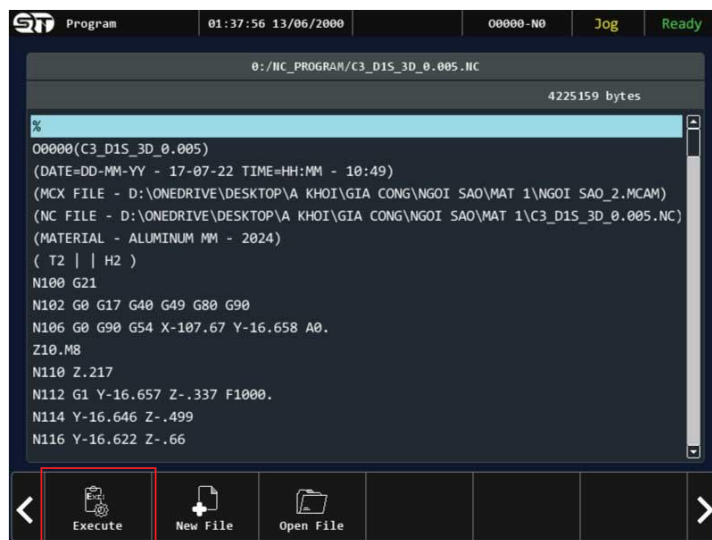 SIT Program 01:37:56 13/06/2000 O0000-N0 Jog Ready
0:/NC_PROGRAM/C3_D1S_3D_0.005.NC
4225159 bytes
%
O0000(C3_D1S_3D_0.005)
(DATE=DD-MM-YY - 17-07-22 TIME=HH:MM - 10:49)
(MCX FILE - D:\ONEDRIVE\DESKTOP\A KHOI\GIA CONG\NGOI SAO\MAT 1\NGOI SAO_2.MCAM)
(NC FILE - D:\ONEDRIVE\DESKTOP\A KHOI\GIA CONG\NGOI SAO\MAT 1\C3_D1S_3D_0.005.NC)
(MATERIAL - ALUMINUM MM - 2024)
( T2 | | H2 )
N100 G21
N102 G0 G17 G40 G49 G80 G90
N106 G0 G90 G54 X-107.67 Y-16.658 A0.
Z10.M8
N110 Z.217
N112 G1 Y-16.657 Z-.337 F1000.
N114 Y-16.646 Z-.499
N116 Y-16.622 Z-.66
Execute New File Open File